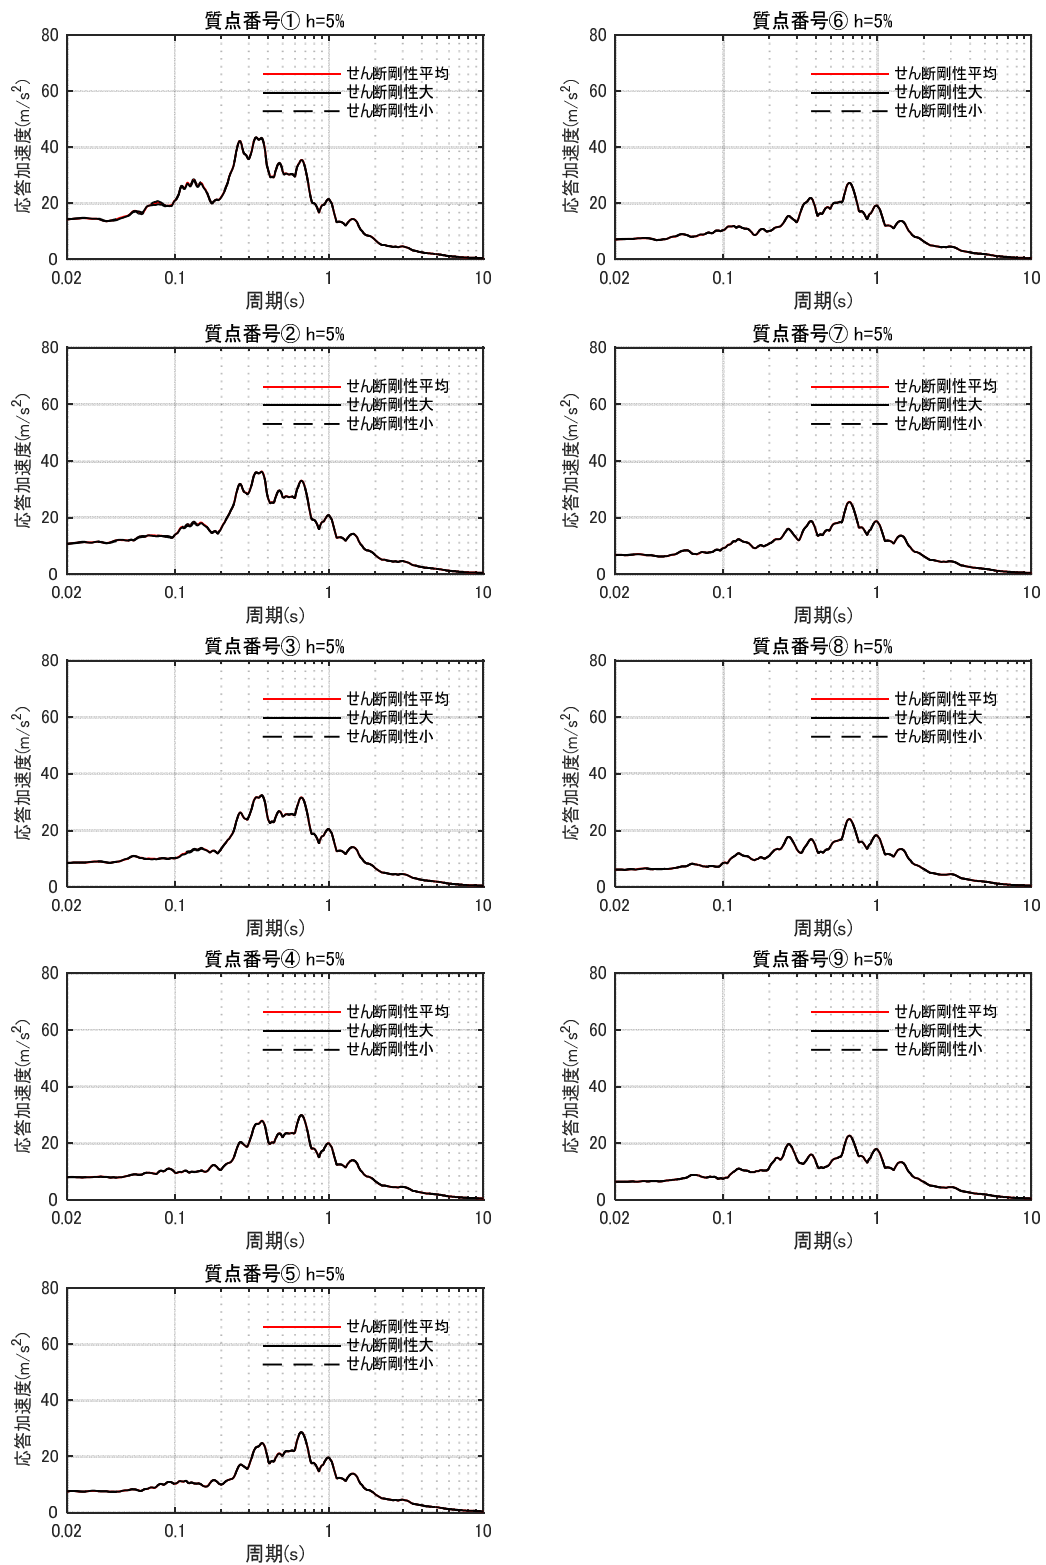 質点番号① h=5%
80
60
40
20
0
応答加速度(m/s²)
せん断剛性平均
せん断剛性大
せん断剛性小
0.02 0.1 1 10
周期(s)
質点番号② h=5%
80
60
40
20
0
応答加速度(m/s²)
せん断剛性平均
せん断剛性大
せん断剛性小
0.02 0.1 1 10
周期(s)
質点番号③ h=5%
80
60
40
20
0
応答加速度(m/s²)
せん断剛性平均
せん断剛性大
せん断剛性小
0.02 0.1 1 10
周期(s)
質点番号④ h=5%
80
60
40
20
0
応答加速度(m/s²)
せん断剛性平均
せん断剛性大
せん断剛性小
0.02 0.1 1 10
周期(s)
質点番号⑤ h=5%
80
60
40
20
0
応答加速度(m/s²)
せん断剛性平均
せん断剛性大
せん断剛性小
0.02 0.1 1 10
周期(s)
質点番号⑥ h=5%
80
60
40
20
0
応答加速度(m/s²)
せん断剛性平均
せん断剛性大
せん断剛性小
0.02 0.1 1 10
周期(s)
質点番号⑦ h=5%
80
60
40
20
0
応答加速度(m/s²)
せん断剛性平均
せん断剛性大
せん断剛性小
0.02 0.1 1 10
周期(s)
質点番号⑧ h=5%
80
60
40
20
0
応答加速度(m/s²)
せん断剛性平均
せん断剛性大
せん断剛性小
0.02 0.1 1 10
周期(s)
質点番号⑨ h=5%
80
60
40
20
0
応答加速度(m/s²)
せん断剛性平均
せん断剛性大
せん断剛性小
0.02 0.1 1 10
周期(s)